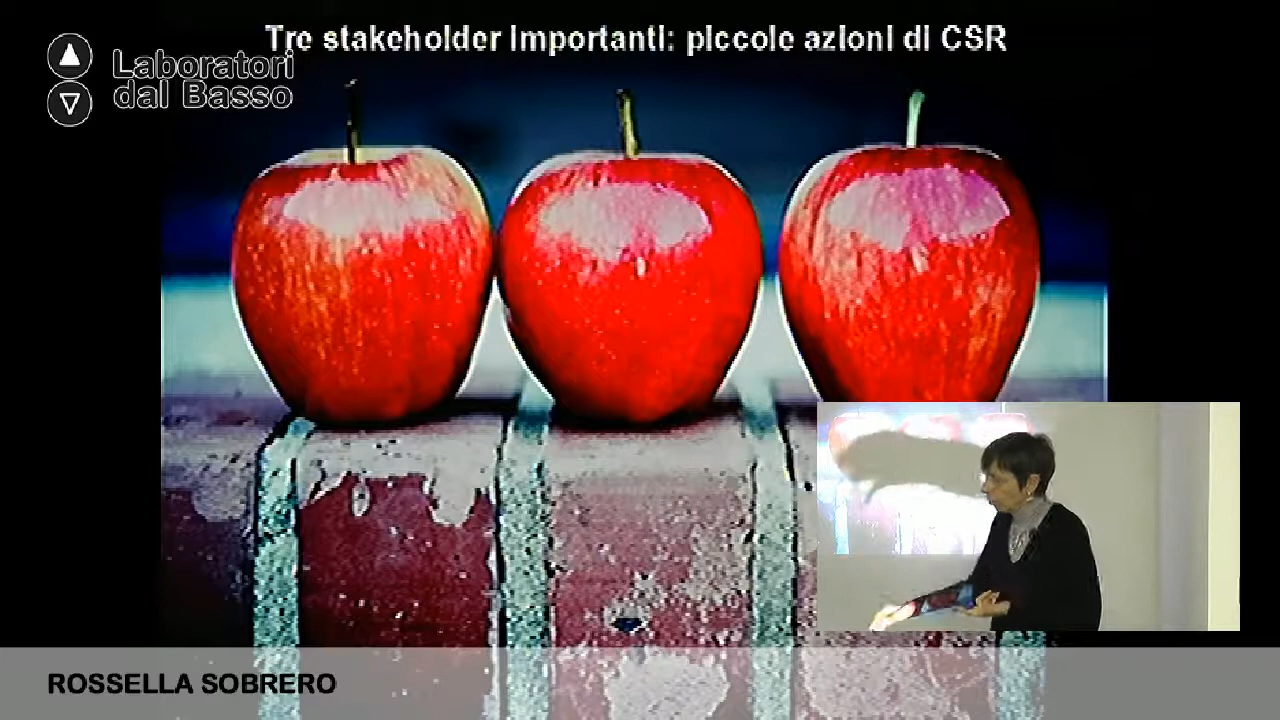 Tre stakeholder importanti: piccole azioni di CSR
Laboratori
dal Basso
ROSSELLA SOBRERO